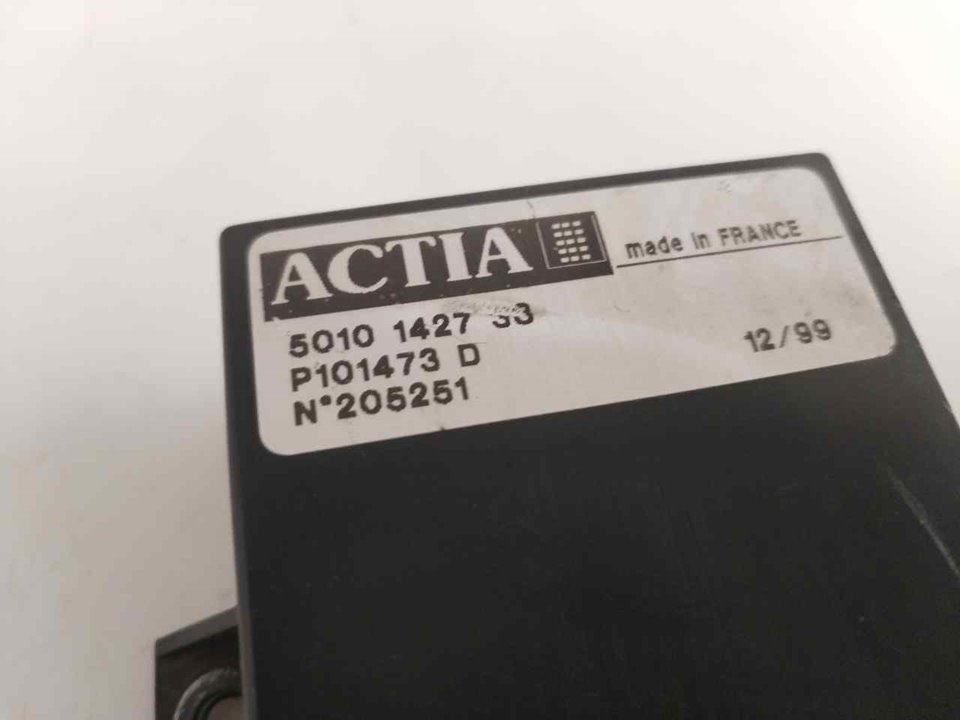 ACTIA
made in FRANCE
5010 1427 33
P101473 D
12/99
N°205251